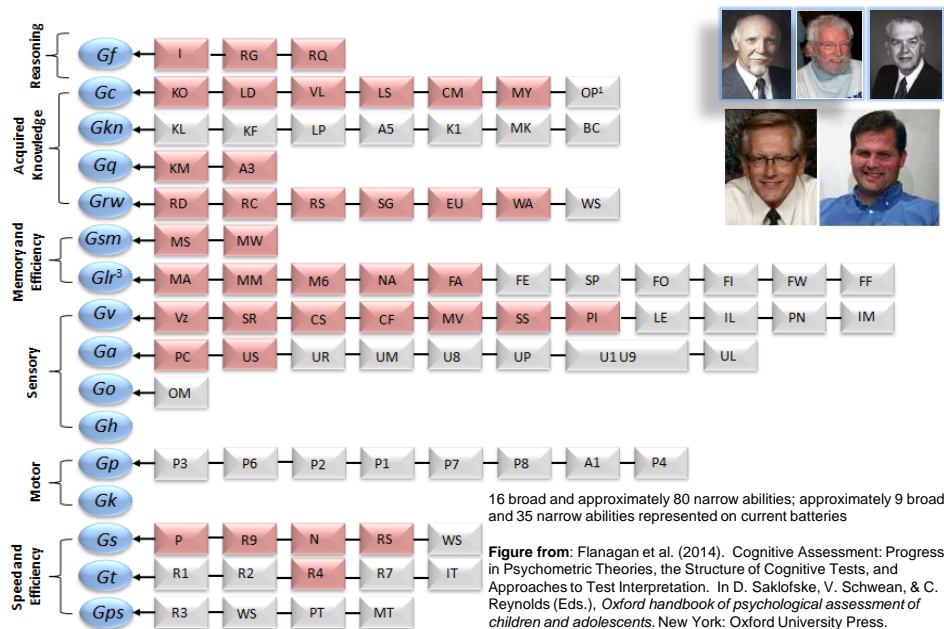 Reasoning
Gf I RG RQ
Acquired
Knowledge
Gc KO LD VL LS CM MY OP¹
Gkn KL KF LP A5 K1 MK BC
Gq KM A3
Grw RD RC RS SG EU WA WS
Memory and
Efficiency
Gsm MS MW
Glr³ MA MM M6 NA FA FE SP FO FI FW FF
Sensory
Gv Vz SR CS CF MV SS PI LE IL PN IM
Ga PC US UR UM U8 UP U1 U9 UL
Go OM
Gh
Motor
Gp P3 P6 P2 P1 P7 P8 A1 P4
Gk
Speed and
Efficiency
Gs P R9 N RS WS
Gt R1 R2 R4 R7 IT
Gps R3 WS PT MT
16 broad and approximately 80 narrow abilities; approximately 9 broad
and 35 narrow abilities represented on current batteries
Figure from: Flanagan et al. (2014). Cognitive Assessment: Progress
in Psychometric Theories, the Structure of Cognitive Tests, and
Approaches to Test Interpretation. In D. Saklofske, V. Schwean, & C.
Reynolds (Eds.), Oxford handbook of psychological assessment of
children and adolescents. New York: Oxford University Press.